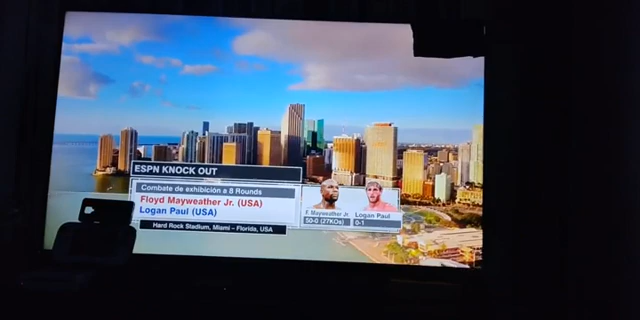 ESPN KNOCK OUT
Combate de exhibición a 8 Rounds
Floyd Mayweather Jr. (USA)
Logan Paul (USA)
F. Mayweather Jr.
Logan Paul
50-0 (27KOs)
0-1
Hard Rock Stadium, Miami – Florida, USA